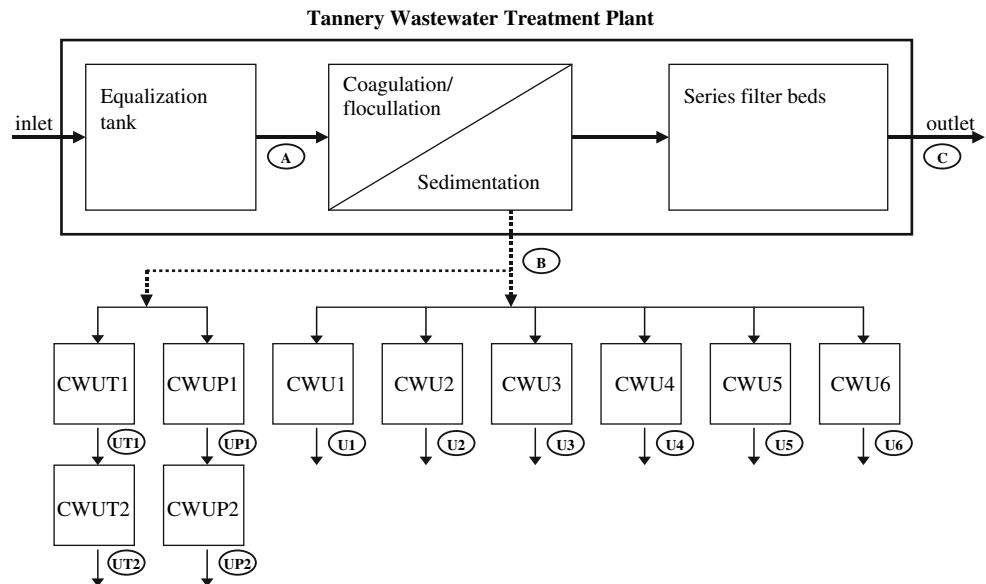 Tannery Wastewater Treatment Plant
Equalization
tank
Coagulation/
flocullation
Sedimentation
Series filter beds
inlet
outlet
A
C
B
CWUT1
CWUP1
CWU1
CWU2
CWU3
CWU4
CWU5
CWU6
UT1
UP1
U1
U2
U3
U4
U5
U6
CWUT2
CWUP2
UT2
UP2